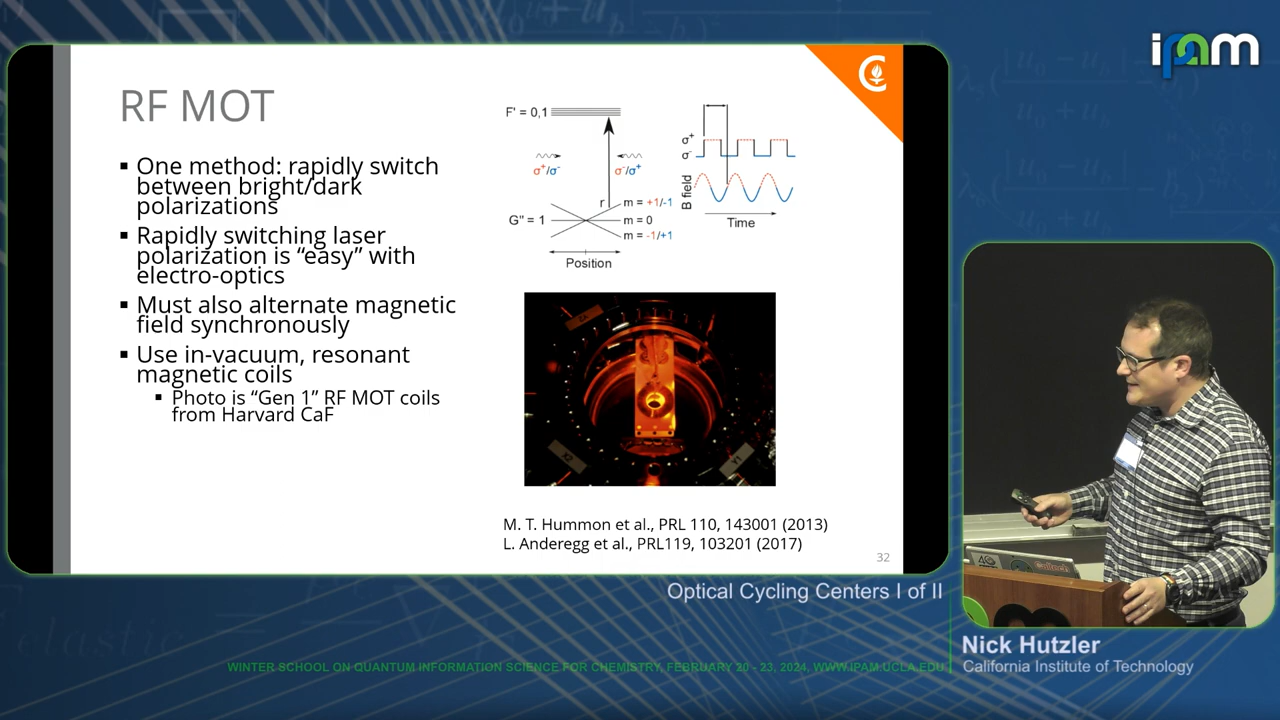 ipam
RF MOT
▪ One method: rapidly switch
between bright/dark
polarizations
▪ Rapidly switching laser
polarization is “easy” with
electro-optics
▪ Must also alternate magnetic
field synchronously
▪ Use in-vacuum, resonant
magnetic coils
▪ Photo is “Gen 1” RF MOT coils
from Harvard CaF
F' = 0,1
σ⁺/σ⁻
σ⁻/σ⁺
r
m = +1/-1
G" = 1
m = 0
m = -1/+1
Position
σ⁺
σ⁻
B field
Time
X2
Y1
M. T. Hummon et al., PRL 110, 143001 (2013)
L. Anderegg et al., PRL119, 103201 (2017)
32
Caltech
Optical Cycling Centers I of II
Nick Hutzler
California Institute of Technology
WINTER SCHOOL ON QUANTUM INFORMATION SCIENCE FOR CHEMISTRY, FEBRUARY 20 - 23, 2024, WWW.IPAM.UCLA.EDU
elastic